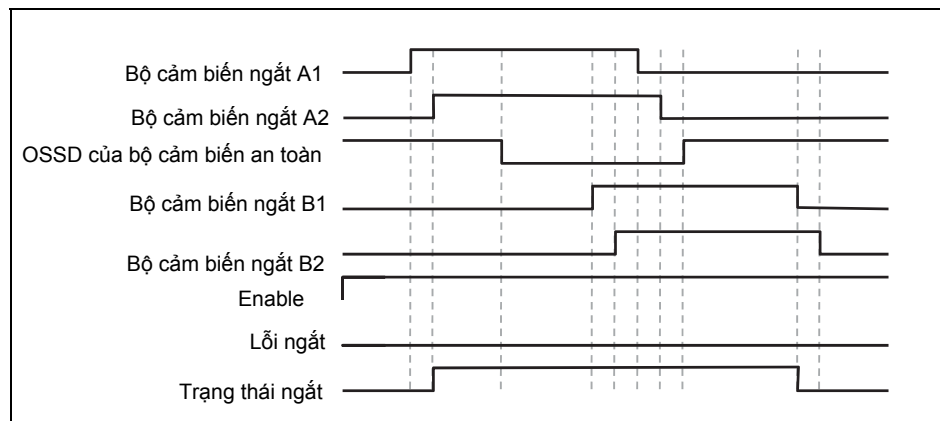 Bộ cảm biến ngắt A1
Bộ cảm biến ngắt A2
OSSD của bộ cảm biến an toàn
Bộ cảm biến ngắt B1
Bộ cảm biến ngắt B2
Enable
Lỗi ngắt
Trạng thái ngắt